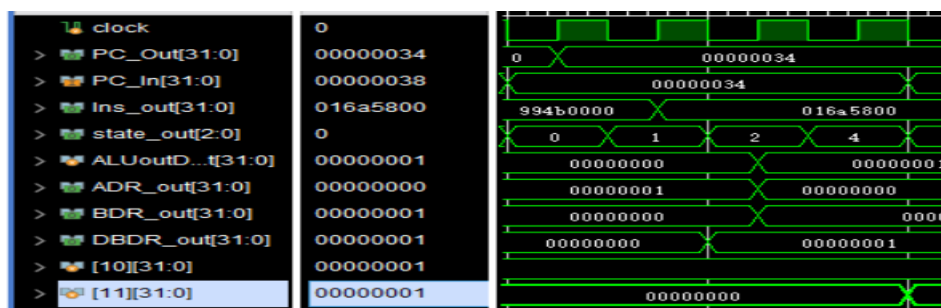 clock 0
> PC_Out[31:0] 00000034 0 00000034
> PC_In[31:0] 00000038 00000034
> Ins_out[31:0] 016a5800 994b0000 016a5800
> state_out[2:0] 0 0 1 2 4
> ALUoutD...t[31:0] 00000001 00000000 00000001
> ADR_out[31:0] 00000000 00000001 00000000
> BDR_out[31:0] 00000001 00000000 0000
> DBDR_out[31:0] 00000001 00000000 00000001
> [10][31:0] 00000001
> [11][31:0] 00000001 00000000